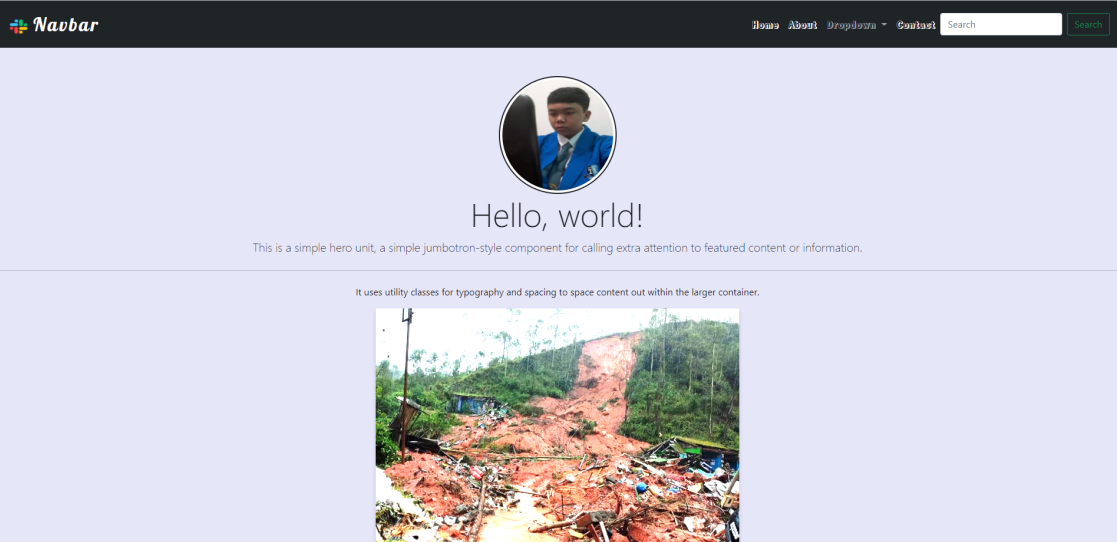 Navbar
Home About Dropdown Contact Search Search
Hello, world!
This is a simple hero unit, a simple jumbotron-style component for calling extra attention to featured content or information.
It uses utility classes for typography and spacing to space content out within the larger container.